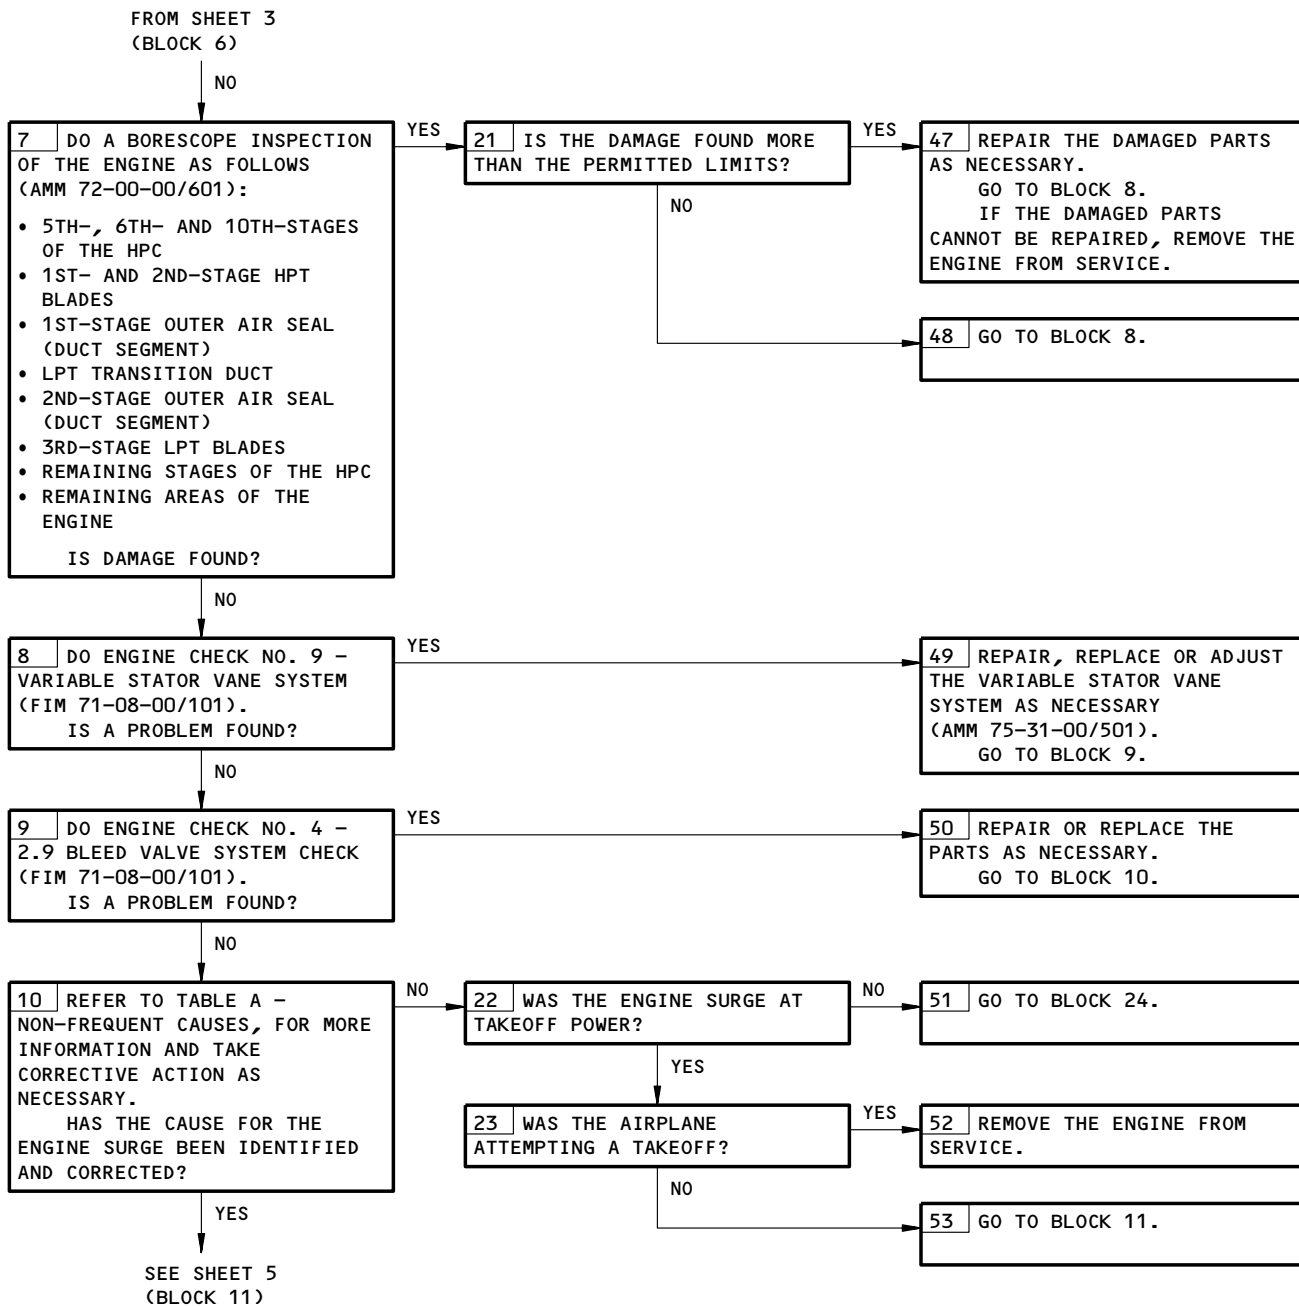 FROM SHEET 3
(BLOCK 6)
NO
7 DO A BORESCOPE INSPECTION
OF THE ENGINE AS FOLLOWS
(AMM 72-00-00/601):
• 5TH-, 6TH- AND 10TH-STAGES
OF THE HPC
• 1ST- AND 2ND-STAGE HPT
BLADES
• 1ST-STAGE OUTER AIR SEAL
(DUCT SEGMENT)
• LPT TRANSITION DUCT
• 2ND-STAGE OUTER AIR SEAL
(DUCT SEGMENT)
• 3RD-STAGE LPT BLADES
• REMAINING STAGES OF THE HPC
• REMAINING AREAS OF THE
ENGINE
IS DAMAGE FOUND?
YES
21 IS THE DAMAGE FOUND MORE
THAN THE PERMITTED LIMITS?
YES
47 REPAIR THE DAMAGED PARTS
AS NECESSARY.
GO TO BLOCK 8.
IF THE DAMAGED PARTS
CANNOT BE REPAIRED, REMOVE THE
ENGINE FROM SERVICE.
NO
48 GO TO BLOCK 8.
NO
8 DO ENGINE CHECK NO. 9 -
VARIABLE STATOR VANE SYSTEM
(FIM 71-08-00/101).
IS A PROBLEM FOUND?
YES
49 REPAIR, REPLACE OR ADJUST
THE VARIABLE STATOR VANE
SYSTEM AS NECESSARY
(AMM 75-31-00/501).
GO TO BLOCK 9.
NO
9 DO ENGINE CHECK NO. 4 -
2.9 BLEED VALVE SYSTEM CHECK
(FIM 71-08-00/101).
IS A PROBLEM FOUND?
YES
50 REPAIR OR REPLACE THE
PARTS AS NECESSARY.
GO TO BLOCK 10.
NO
10 REFER TO TABLE A -
NON-FREQUENT CAUSES, FOR MORE
INFORMATION AND TAKE
CORRECTIVE ACTION AS
NECESSARY.
HAS THE CAUSE FOR THE
ENGINE SURGE BEEN IDENTIFIED
AND CORRECTED?
NO
22 WAS THE ENGINE SURGE AT
TAKEOFF POWER?
NO
51 GO TO BLOCK 24.
YES
23 WAS THE AIRPLANE
ATTEMPTING A TAKEOFF?
YES
52 REMOVE THE ENGINE FROM
SERVICE.
NO
53 GO TO BLOCK 11.
YES
SEE SHEET 5
(BLOCK 11)